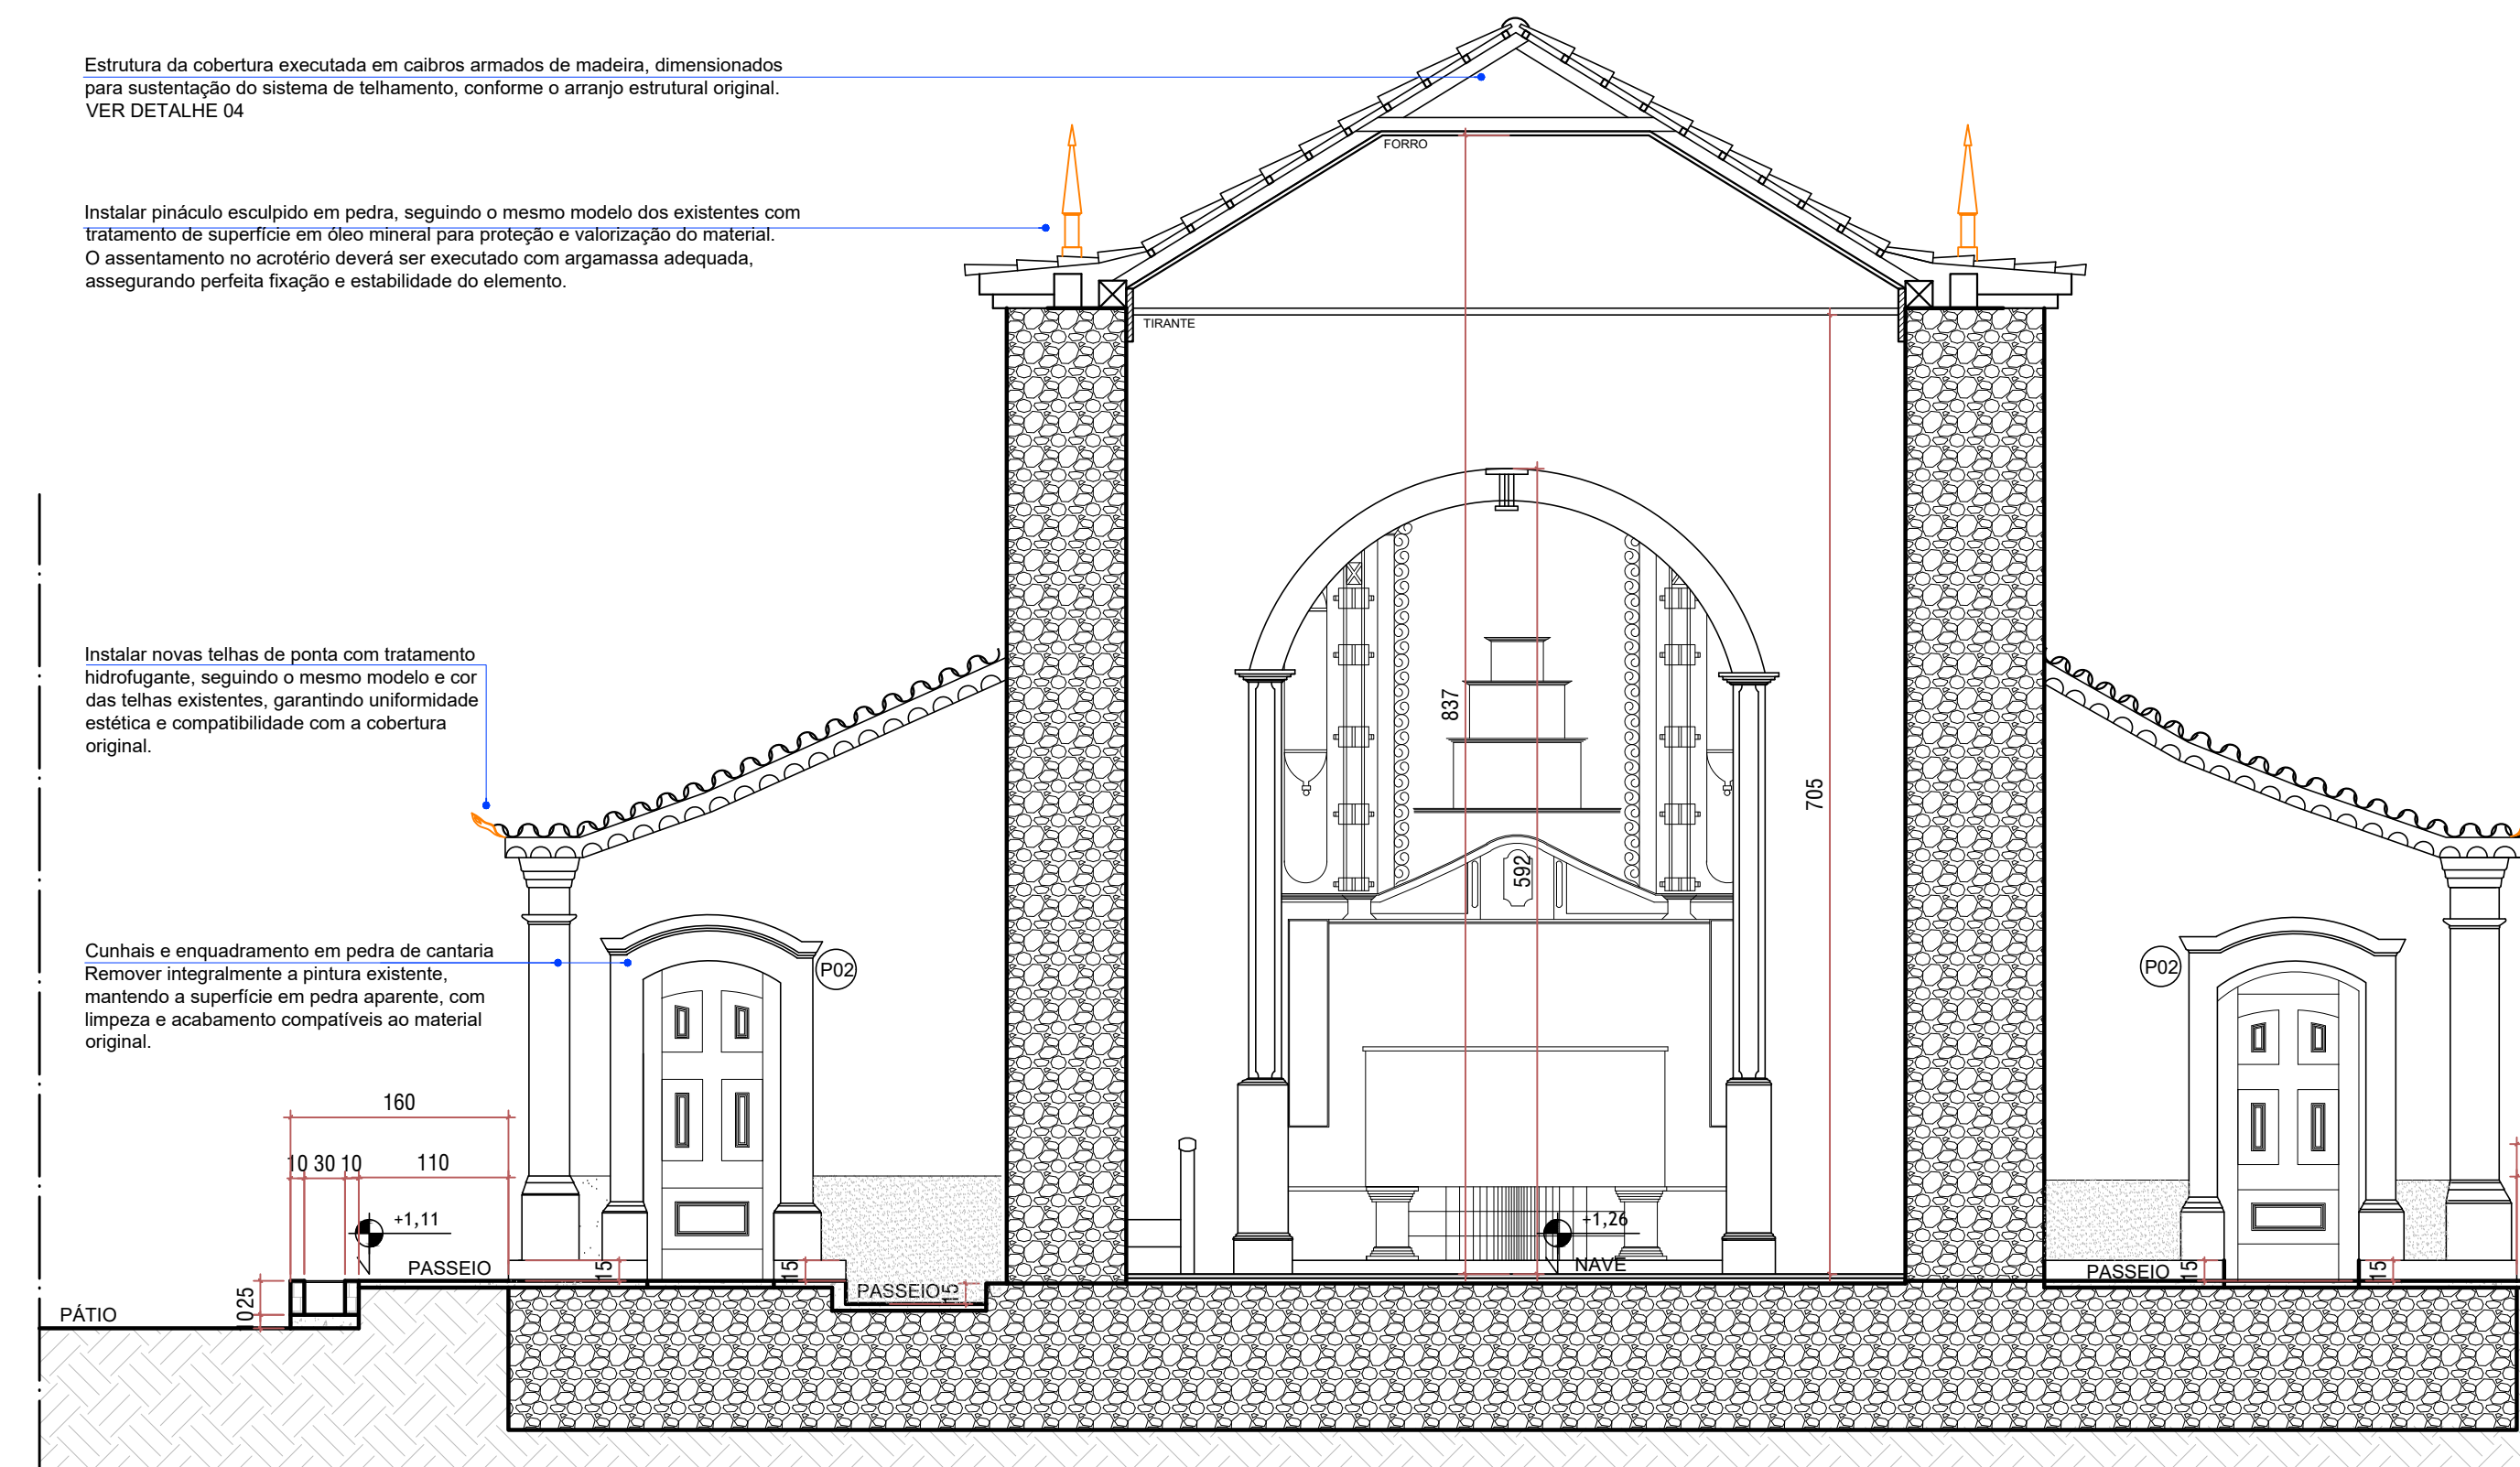 Estrutura da cobertura executada em caibros armados de madeira, dimensionados
para sustentação do sistema de telhamento, conforme o arranjo estrutural original.
VER DETALHE 04
FORRO
Instalar pináculo esculpido em pedra, seguindo o mesmo modelo dos existentes com
tratamento de superfície em óleo mineral para proteção e valorização do material.
O assentamento no acrotério deverá ser executado com argamassa adequada,
assegurando perfeita fixação e estabilidade do elemento.
TIRANTE
Instalar novas telhas de ponta com tratamento
hidrofugante, seguindo o mesmo modelo e cor
das telhas existentes, garantindo uniformidade
estética e compatibilidade com a cobertura
original.
837
705
592
Cunhais e enquadramento em pedra de cantaria
Remover integralmente a pintura existente,
mantendo a superfície em pedra aparente, com
limpeza e acabamento compatíveis ao material
original.
P02
P02
160
10 30 10 110
+1,11
+1,26
PASSEIO
15
15
NAVE
PASSEIO
15
15
PASSEIO
15
25
10
PÁTIO